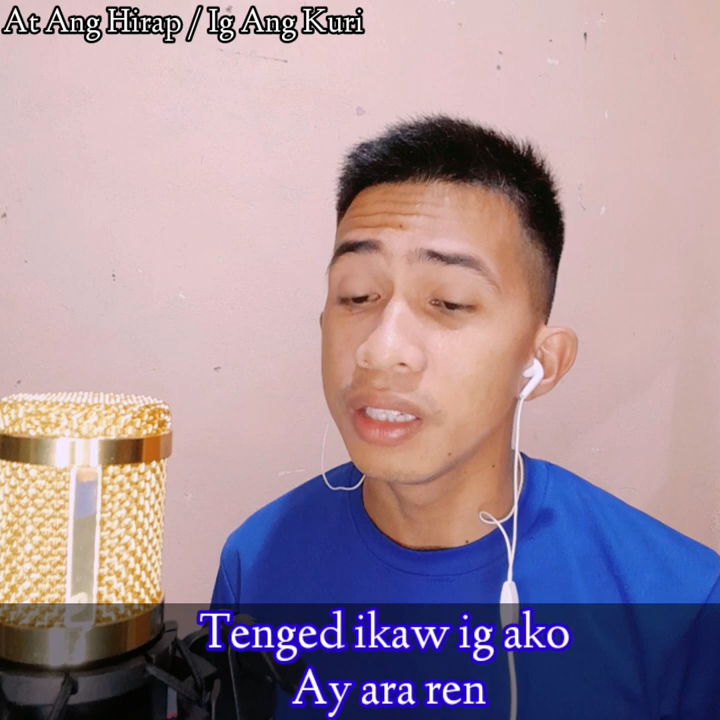 At Ang Hirap / Ig Ang Kuri
Tenged ikaw ig ako
Ay ara ren